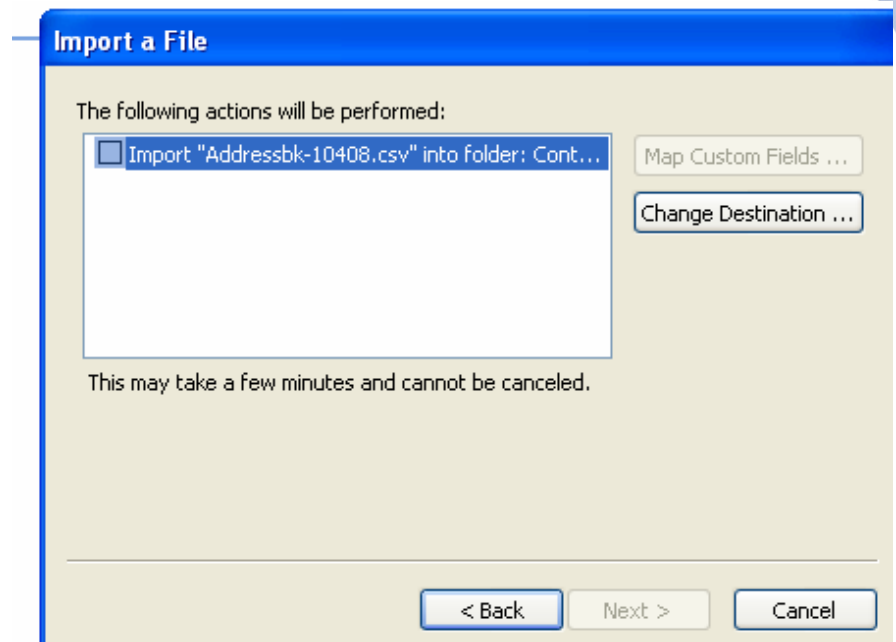 Import a File
The following actions will be performed:
Import "Addressbk-10408.csv" into folder: Cont...
Map Custom Fields ...
Change Destination ...
This may take a few minutes and cannot be canceled.
< Back
Next >
Cancel